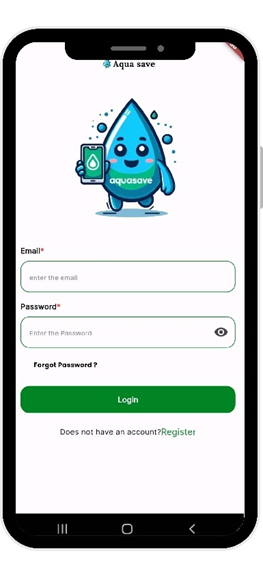 Aqua save
aquasave
Email*
enter the email
Password*
Enter the Password
Forgot Password ?
Login
Does not have an account?Register